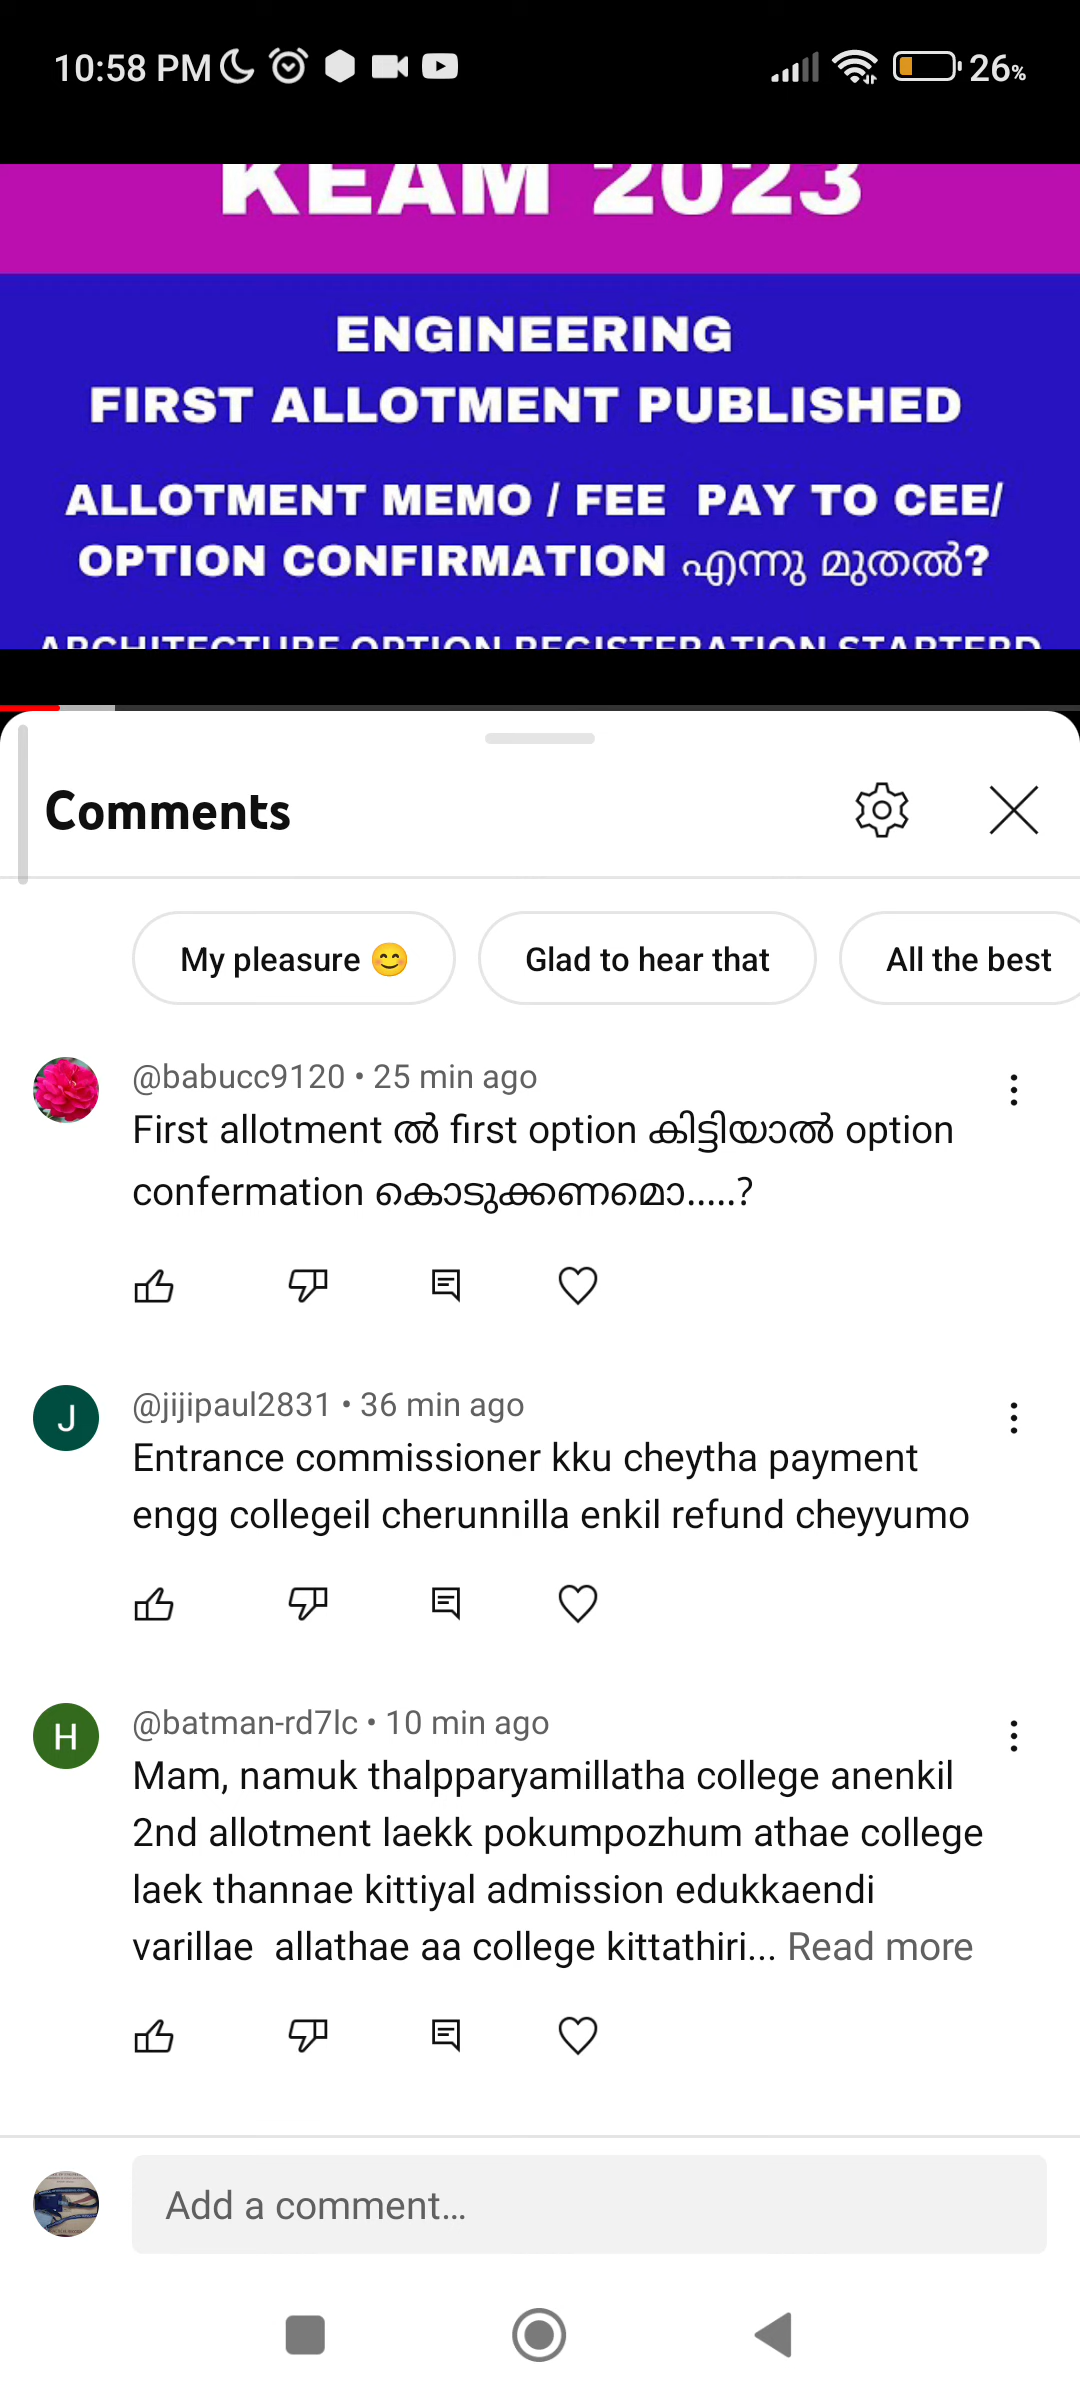 10:58 PM
26%
KEAM 2023
ENGINEERING
FIRST ALLOTMENT PUBLISHED
ALLOTMENT MEMO / FEE PAY TO CEE/
OPTION CONFIRMATION എന്നു മുതൽ?
ARCHITECTURE OPTION REGISTERATION STARTERD
Comments
My pleasure 😊 Glad to hear that All the best
@babucc9120 • 25 min ago
First allotment ൽ first option കിട്ടിയാൽ option
confermation കൊടുക്കണമൊ.....?
J
@jijipaul2831 • 36 min ago
Entrance commissioner kku cheytha payment
engg collegeil cherunnilla enkil refund cheyyumo
H
@batman-rd7lc • 10 min ago
Mam, namuk thalpparyamillatha college anenkil
2nd allotment laekk pokumpozhum athae college
laek thannae kittiyal admission edukkaendi
varillae allathae aa college kittathiri... Read more
Add a comment...